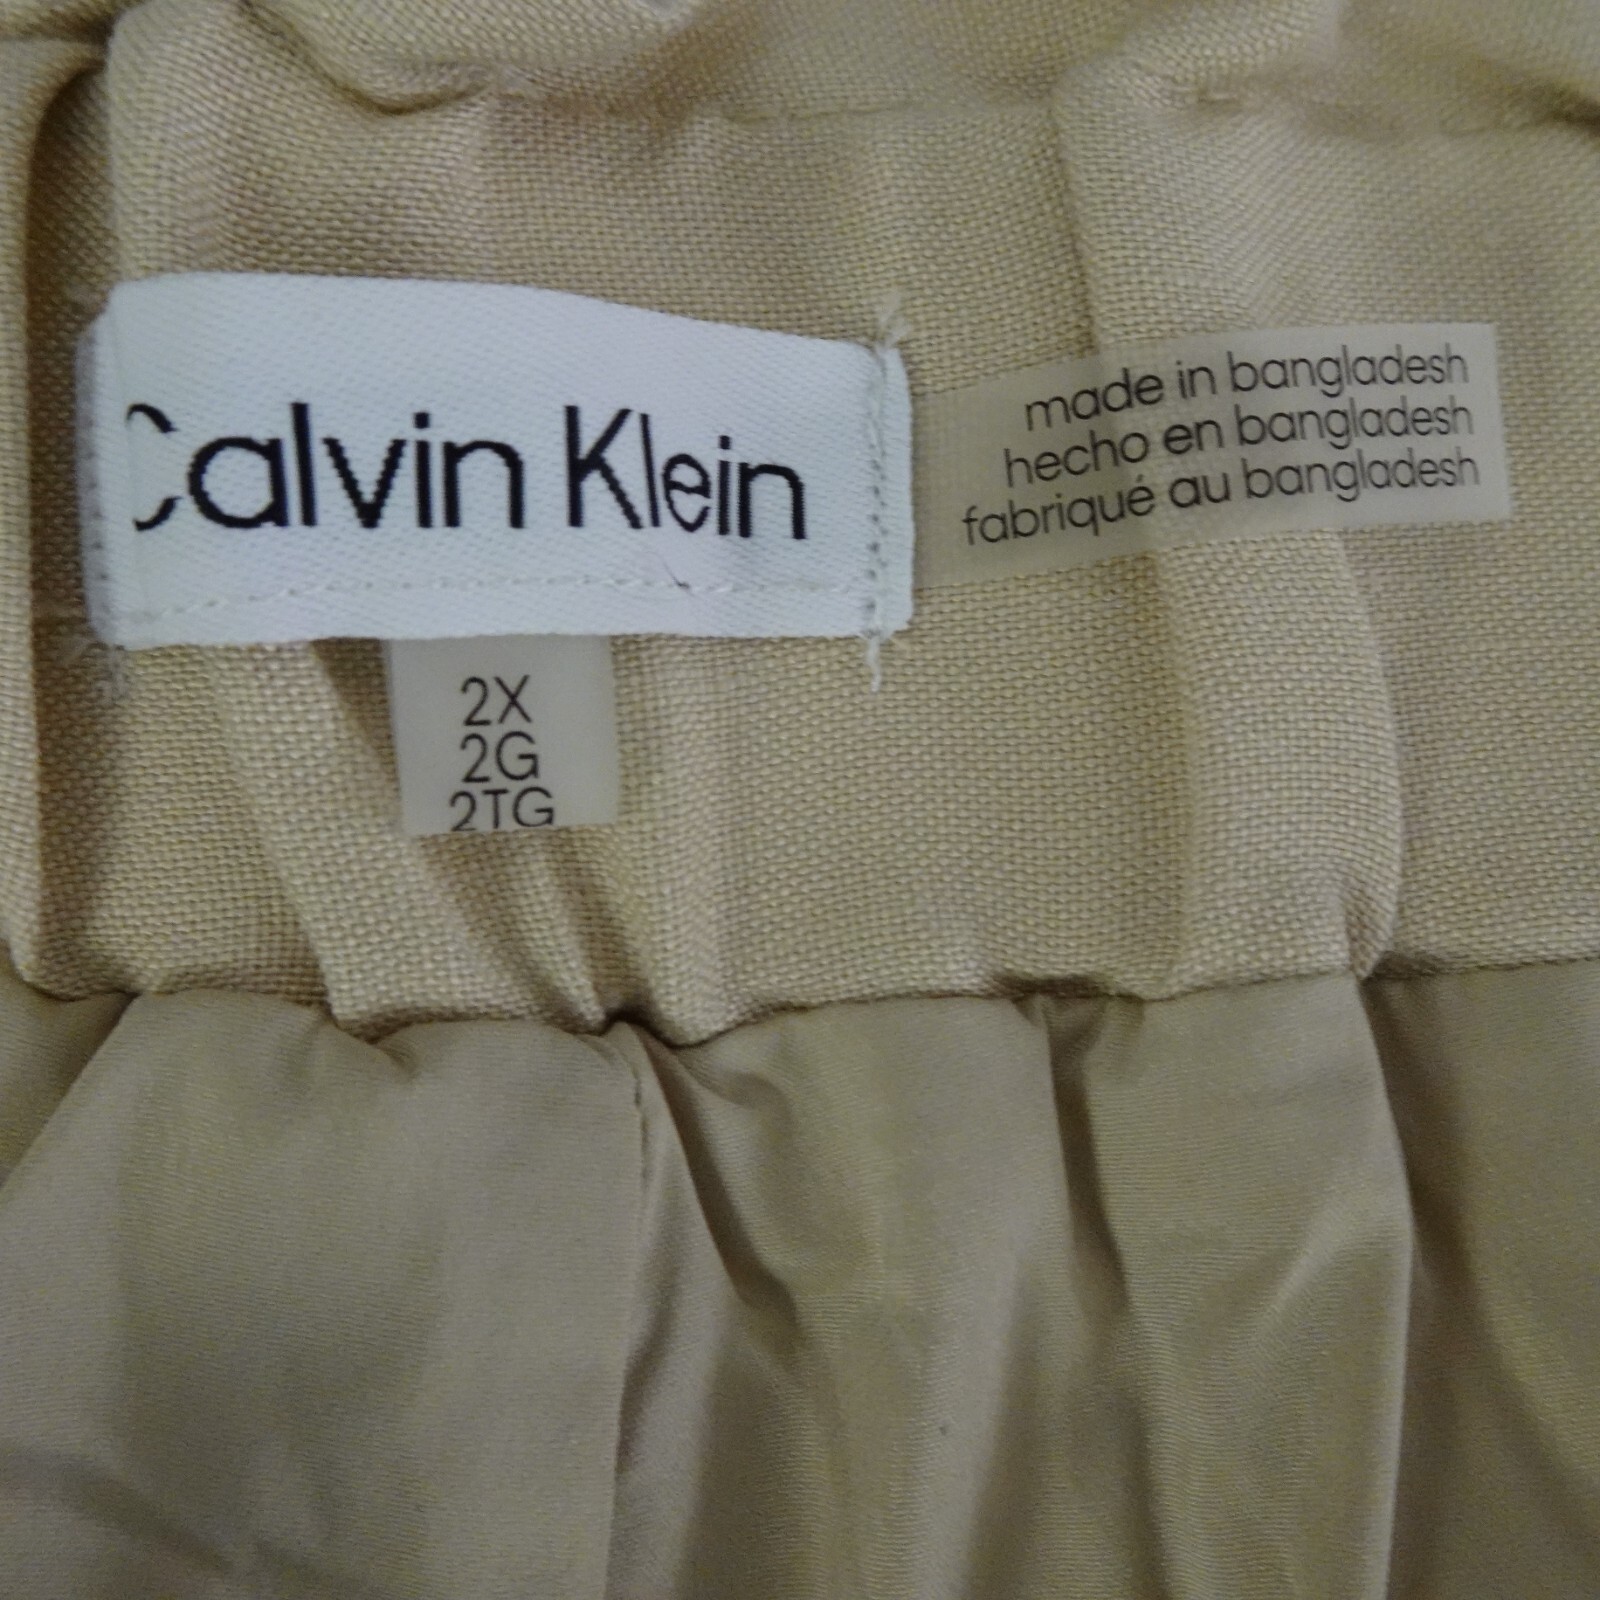 Calvin Klein
made in bangladesh
hecho en bangladesh
fabriqué au bangladesh
2X
2G
2TG